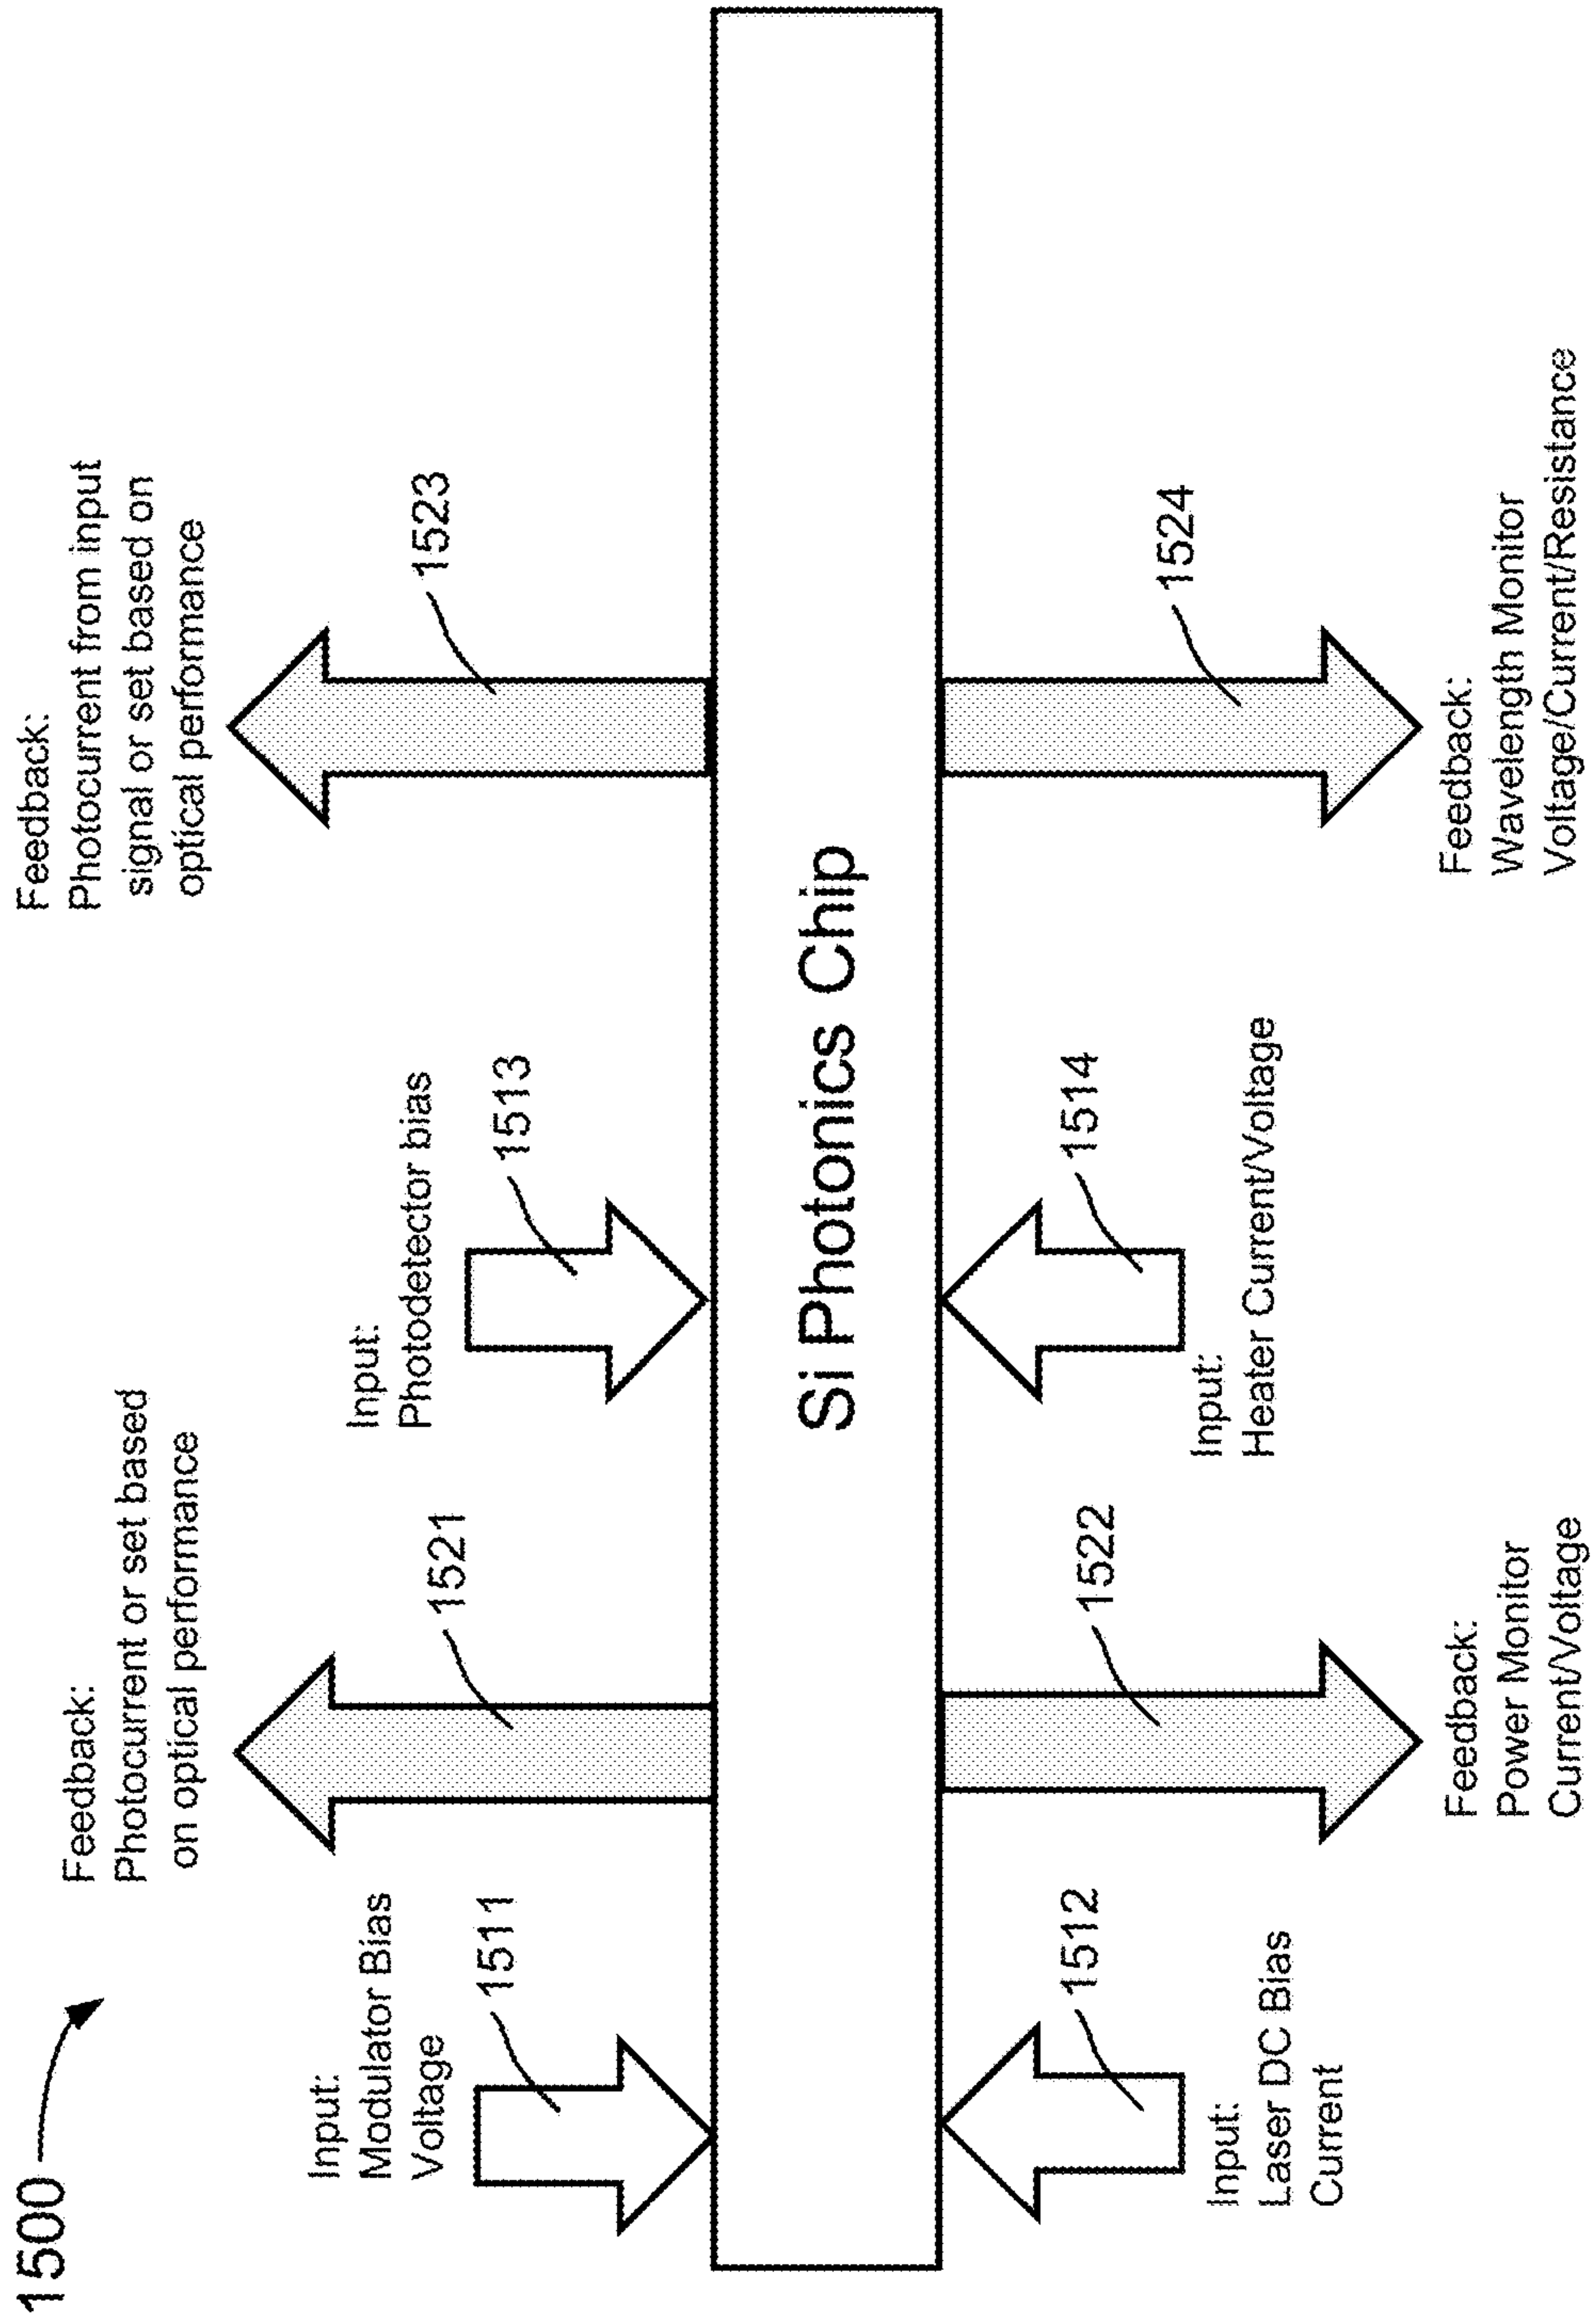 1500
Feedback:
Photocurrent or set based
on optical performance
Feedback:
Photocurrent from input
signal or set based on
optical performance
Input:
Modulator Bias
Voltage
1511
1521
Input:
Photodetector bias
1513
1523
Si Photonics Chip
Input:
Laser DC Bias
Current
1512
1522
Input:
Heater Current/Voltage
1514
1524
Feedback:
Power Monitor
Current/Voltage
Feedback:
Wavelength Monitor
Voltage/Current/Resistance